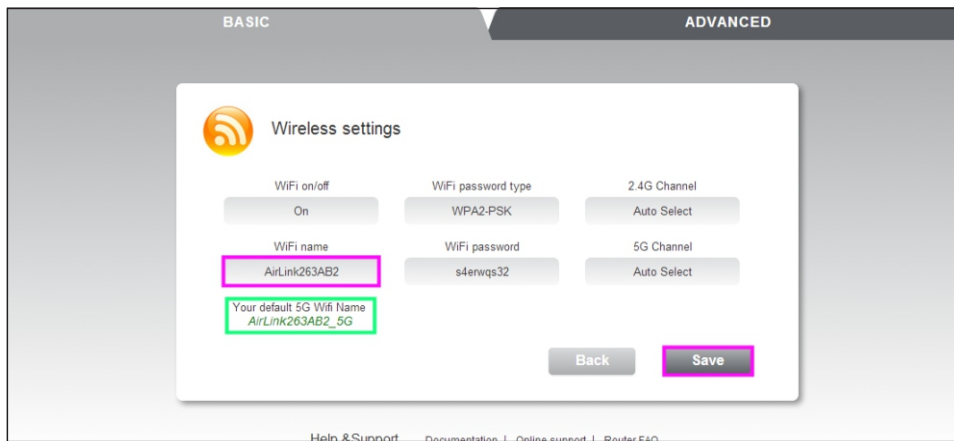 BASIC
ADVANCED
Wireless settings
WiFi on/off
WiFi password type
2.4G Channel
On
WPA2-PSK
Auto Select
WiFi name
WiFi password
5G Channel
AirLink263AB2
s4erwqs32
Auto Select
Your default 5G Wifi Name
AirLink263AB2_5G
Back
Save
Help &Support Documentation | Online support | Router FAQ